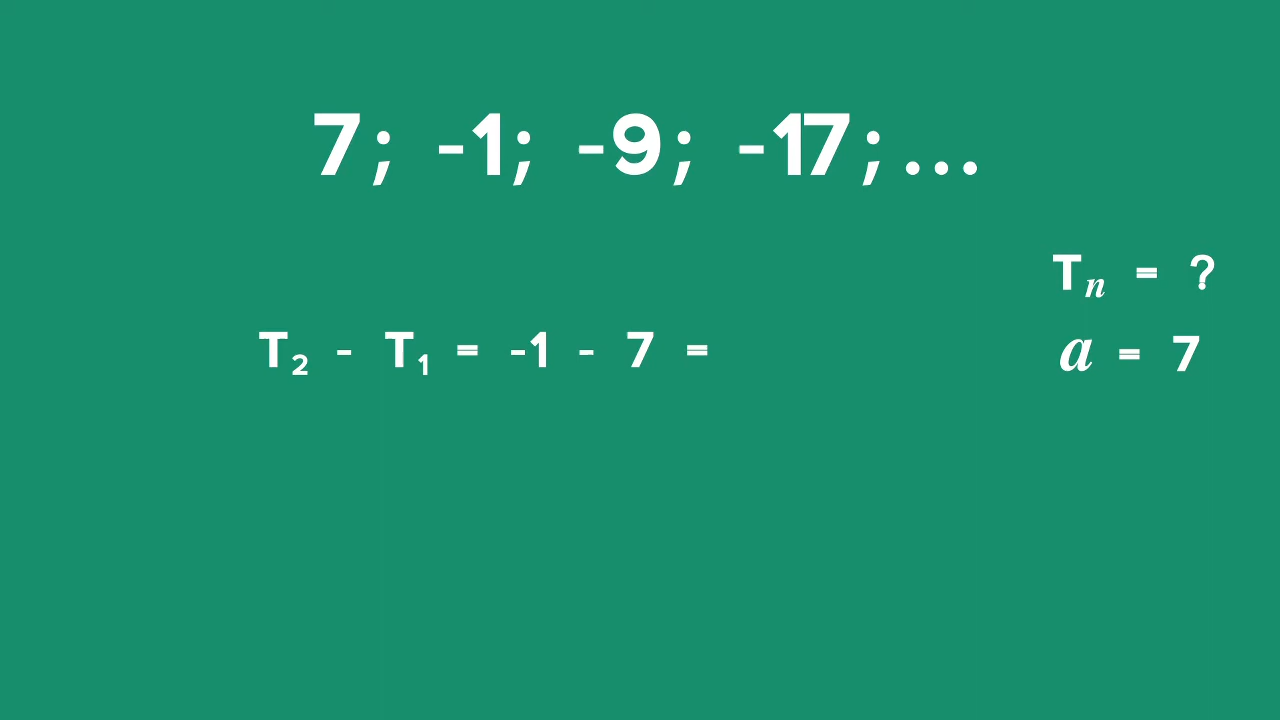 7; -1; -9; -17; ...
Tₙ = ?
T₂ - T₁ = -1 - 7 =
a = 7